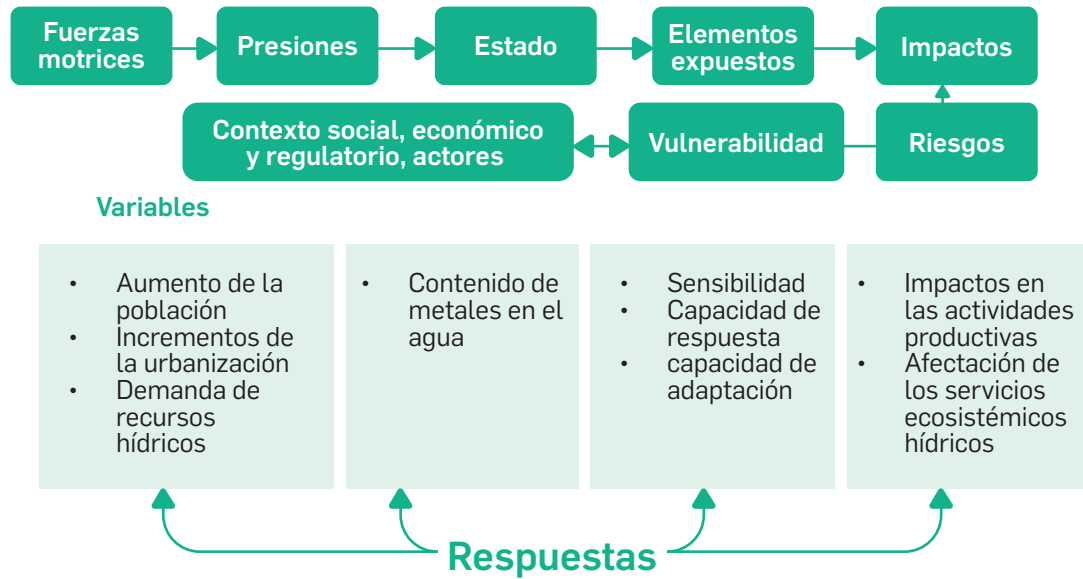 Fuerzas
motrices
Presiones
Estado
Elementos
expuestos
Impactos
Contexto social, económico
y regulatorio, actores
Vulnerabilidad
Riesgos
Variables
• Aumento de la
población
• Incrementos de
la urbanización
• Demanda de
recursos
hídricos
• Contenido de
metales en el
agua
• Sensibilidad
• Capacidad de
respuesta
• capacidad de
adaptación
• Impactos en
las actividades
productivas
• Afectación de
los servicios
ecosistémicos
hídricos
Respuestas